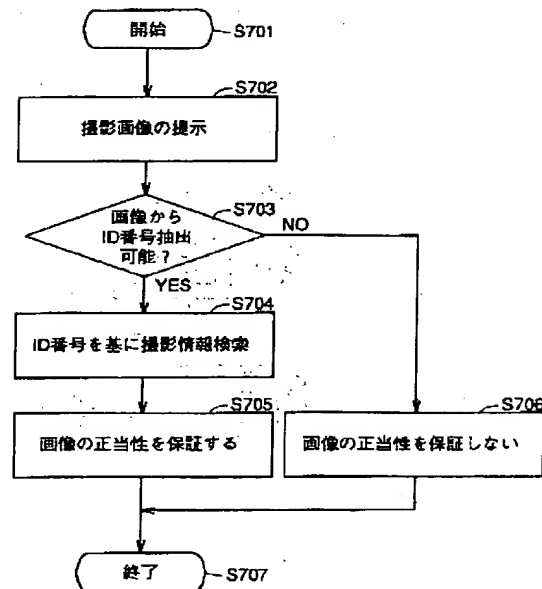 開始
S701
S702
撮影画像の提示
S703
画像から
ID番号抽出
可能?
NO
YES
S704
ID番号を基に撮影情報検索
S705
画像の正当性を保証する
S706
画像の正当性を保証しない
終了
S707